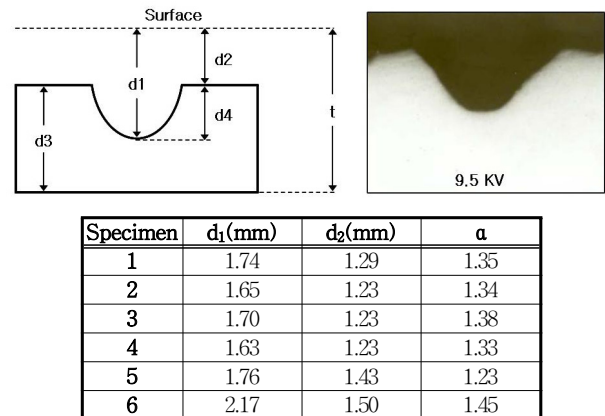 Surface
d2
d1
d4
d3
t
9.5 KV
Specimen d₁(mm) d₂(mm) α
1 1.74 1.29 1.35
2 1.65 1.23 1.34
3 1.70 1.23 1.38
4 1.63 1.23 1.33
5 1.76 1.43 1.23
6 2.17 1.50 1.45